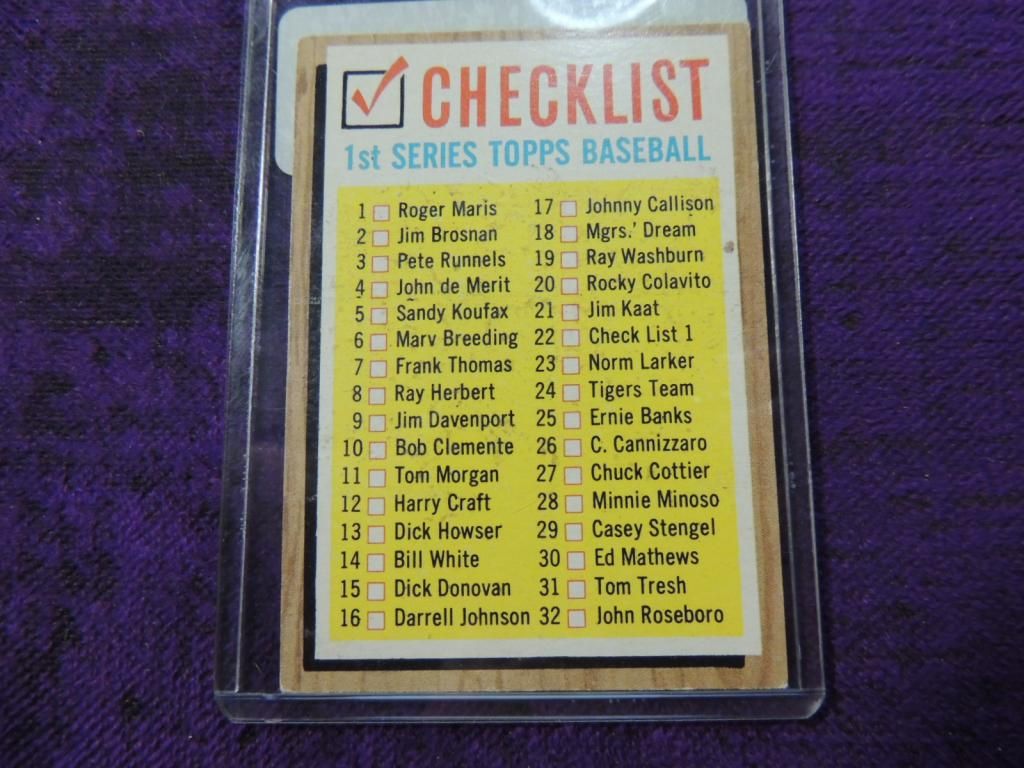 CHECKLIST
1st SERIES TOPPS BASEBALL
1 Roger Maris
2 Jim Brosnan
3 Pete Runnels
4 John de Merit
5 Sandy Koufax
6 Marv Breeding
7 Frank Thomas
8 Ray Herbert
9 Jim Davenport
10 Bob Clemente
11 Tom Morgan
12 Harry Craft
13 Dick Howser
14 Bill White
15 Dick Donovan
16 Darrell Johnson
17 Johnny Callison
18 Mgrs.' Dream
19 Ray Washburn
20 Rocky Colavito
21 Jim Kaat
22 Check List 1
23 Norm Larker
24 Tigers Team
25 Ernie Banks
26 C. Cannizzaro
27 Chuck Cottier
28 Minnie Minoso
29 Casey Stengel
30 Ed Mathews
31 Tom Tresh
32 John Roseboro